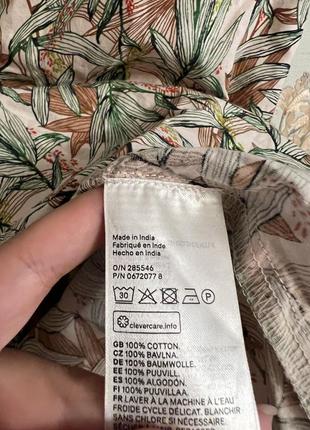 Made in India
Fabriqué en Inde
Hecho en India
O/N 285546
P/N 0672077 8
30
P
clevercare.info
GB 100% COTTON.
CZ 100% BAVLNA.
DE 100% BAUMWOLLE.
EE 100% PUUVILL.
ES 100% ALGODÓN.
FI 100% PUUVILLAA.
FR LAVER À LA MACHINE À L'EAU
FROIDE CYCLE DÉLICAT. BLANCHIR
SANS CHLORE SI NÉCESSAIRE.